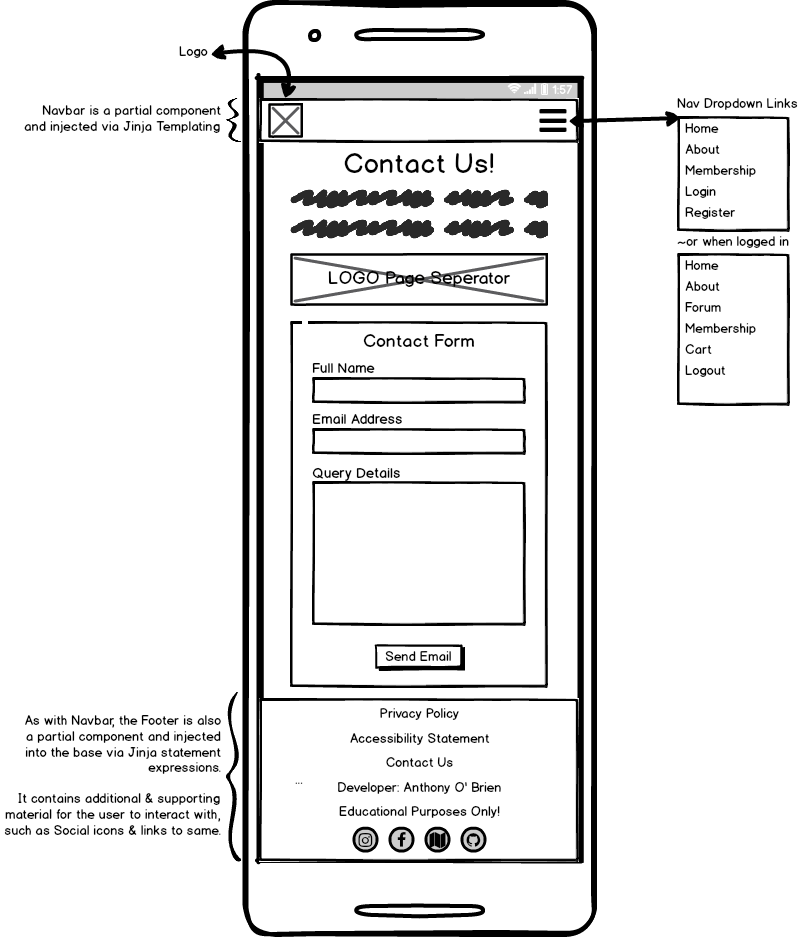 Logo
1:57
Navbar is a partial component
and injected via Jinja Templating
Nav Dropdown Links
Home
About
Membership
Login
Register
~or when logged in
Home
About
Forum
Membership
Cart
Logout
Contact Us!
LOGO Page Seperator
Contact Form
Full Name
Email Address
Query Details
Send Email
As with Navbar, the Footer is also
a partial component and injected
into the base via Jinja statement
expressions.
It contains additional & supporting
material for the user to interact with,
such as Social icons & links to same.
Privacy Policy
Accessibility Statement
Contact Us
...
Developer: Anthony O' Brien
Educational Purposes Only!